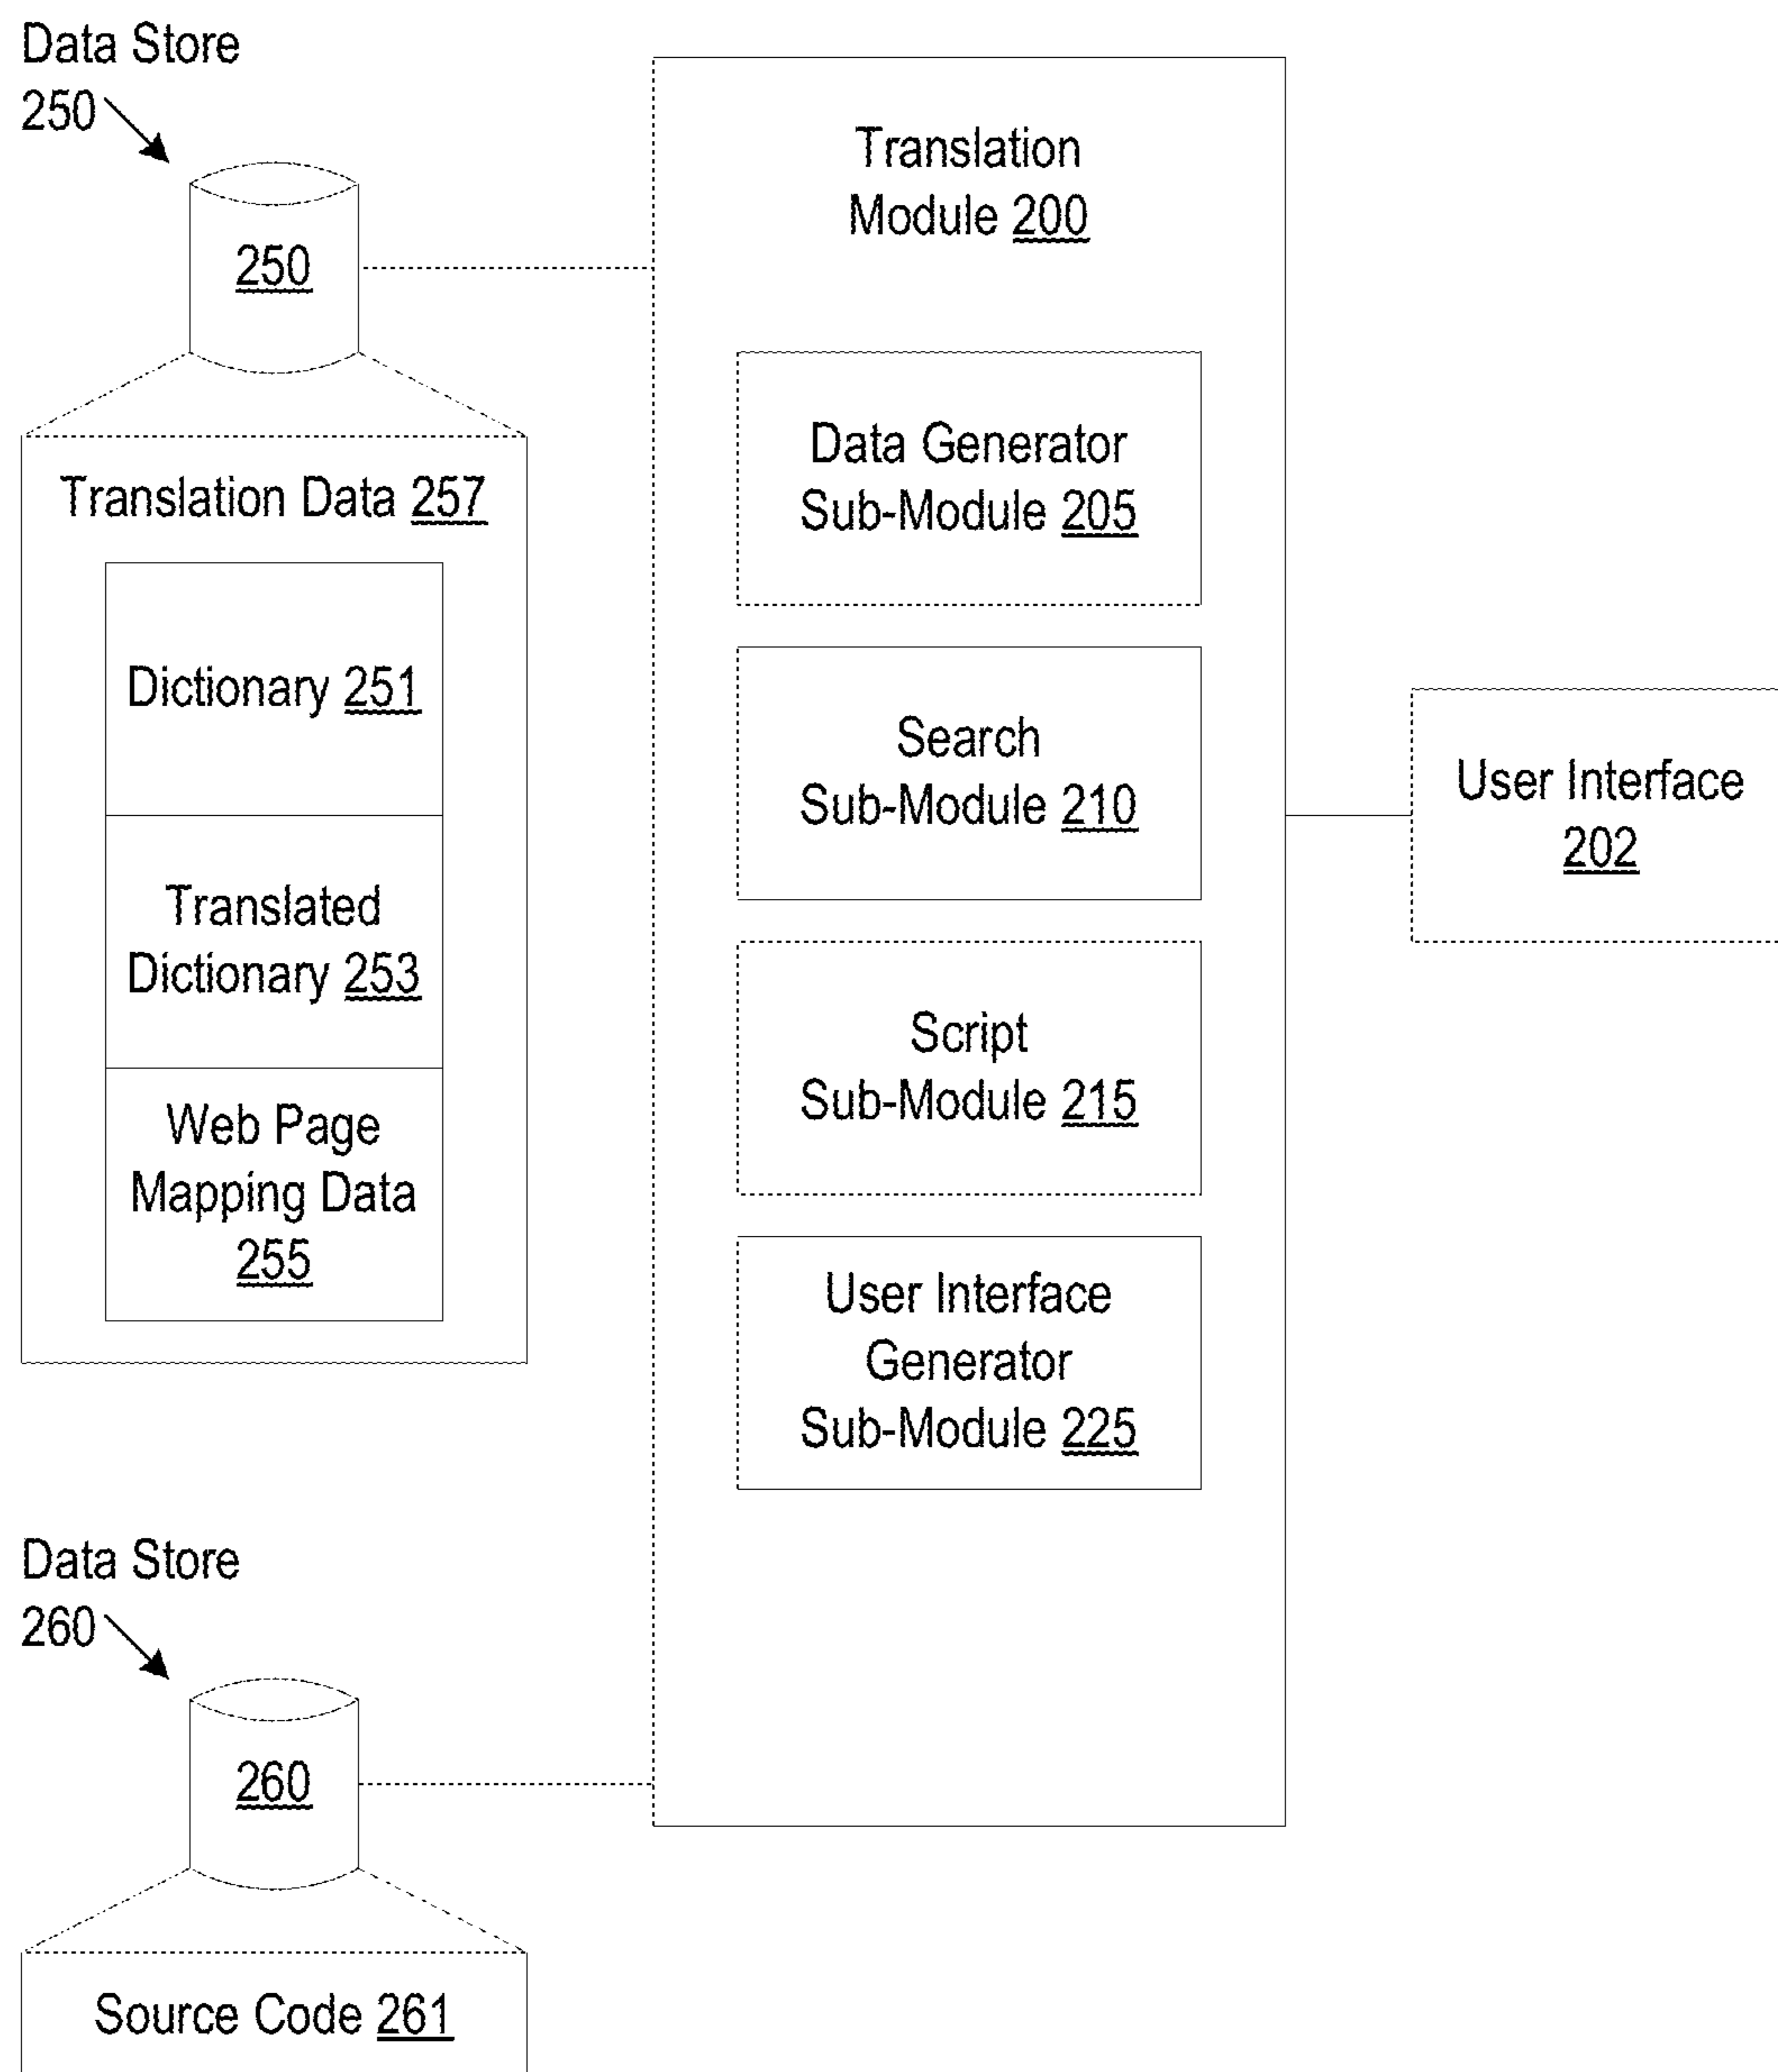 Data Store
250
250
Translation Data 257
Dictionary 251
Translated
Dictionary 253
Web Page
Mapping Data
255
Data Store
260
260
Source Code 261
Translation
Module 200
Data Generator
Sub-Module 205
Search
Sub-Module 210
Script
Sub-Module 215
User Interface
Generator
Sub-Module 225
User Interface
202